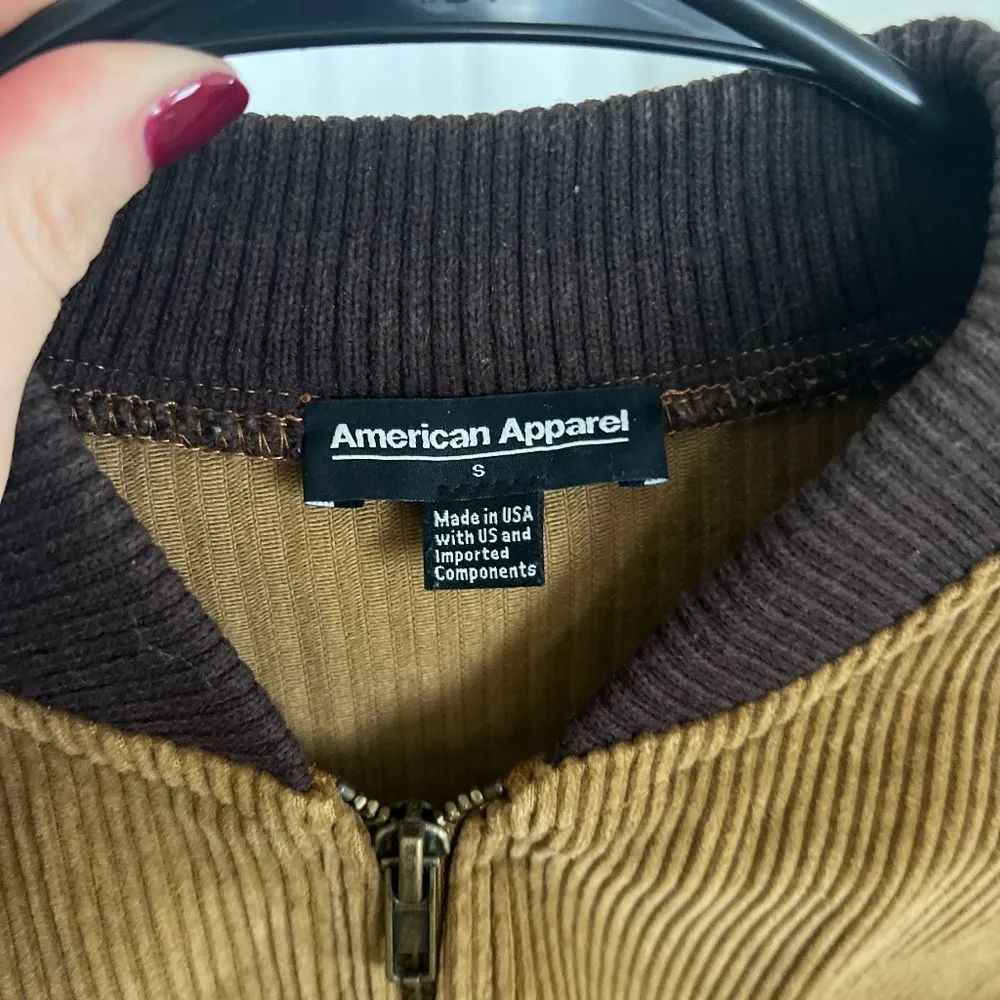 American Apparel
S
Made in USA
with US and
Imported
Components